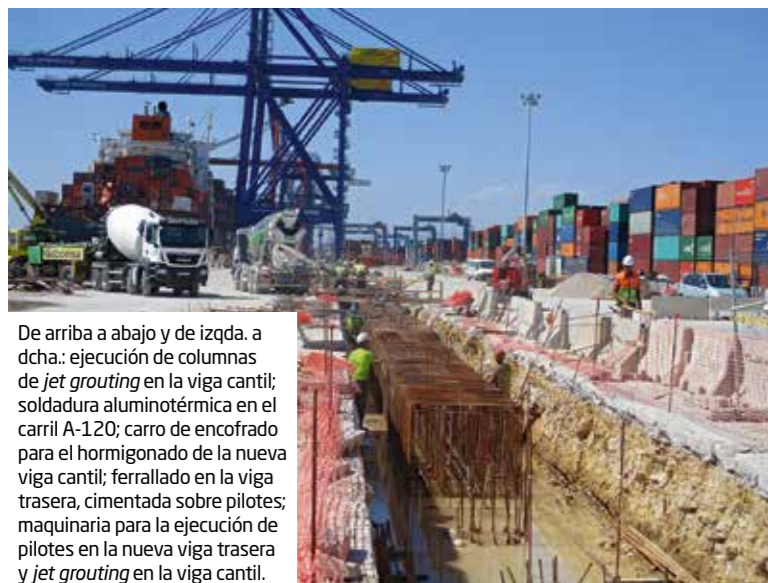 De arriba a abajo y de izqda. a
dcha.: ejecución de columnas
de jet grouting en la viga cantil;
soldadura aluminotérmica en el
carril A-120; carro de encofrado
para el hormigonado de la nueva
viga cantil; ferrallado en la viga
trasera, cimentada sobre pilotes;
maquinaria para la ejecución de
pilotes en la nueva viga trasera
y jet grouting en la viga cantil.